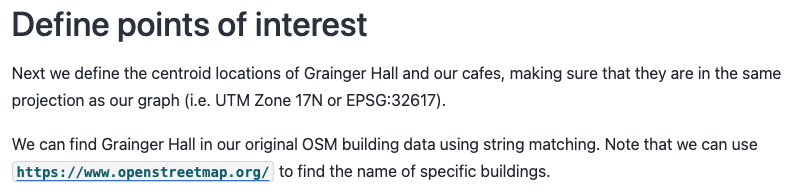 Define points of interest
Next we define the centroid locations of Grainger Hall and our cafes, making sure that they are in the same
projection as our graph (i.e. UTM Zone 17N or EPSG:32617).
We can find Grainger Hall in our original OSM building data using string matching. Note that we can use
https://www.openstreetmap.org/ to find the name of specific buildings.